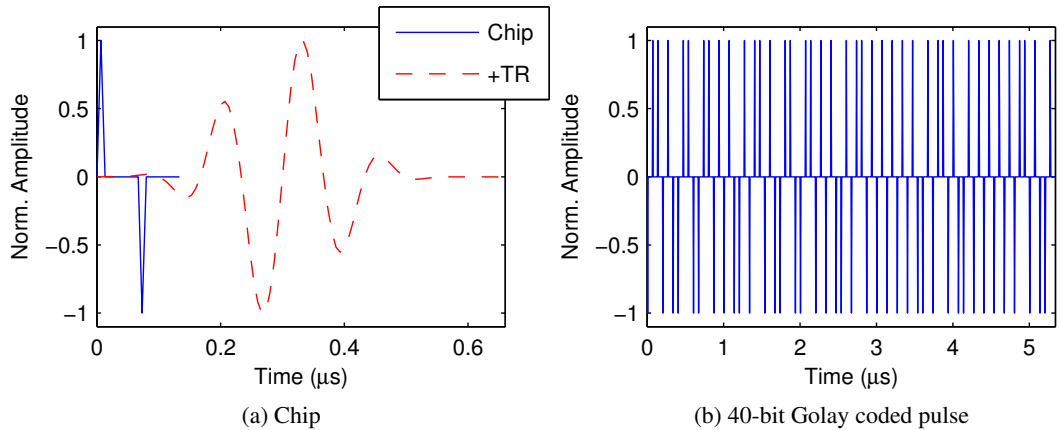 Chip
+TR
1
0.5
0
−0.5
−1
Norm. Amplitude
0 0.2 0.4 0.6
Time (μs)
(a) Chip
1
0.5
0
−0.5
−1
Norm. Amplitude
0 1 2 3 4 5
Time (μs)
(b) 40-bit Golay coded pulse